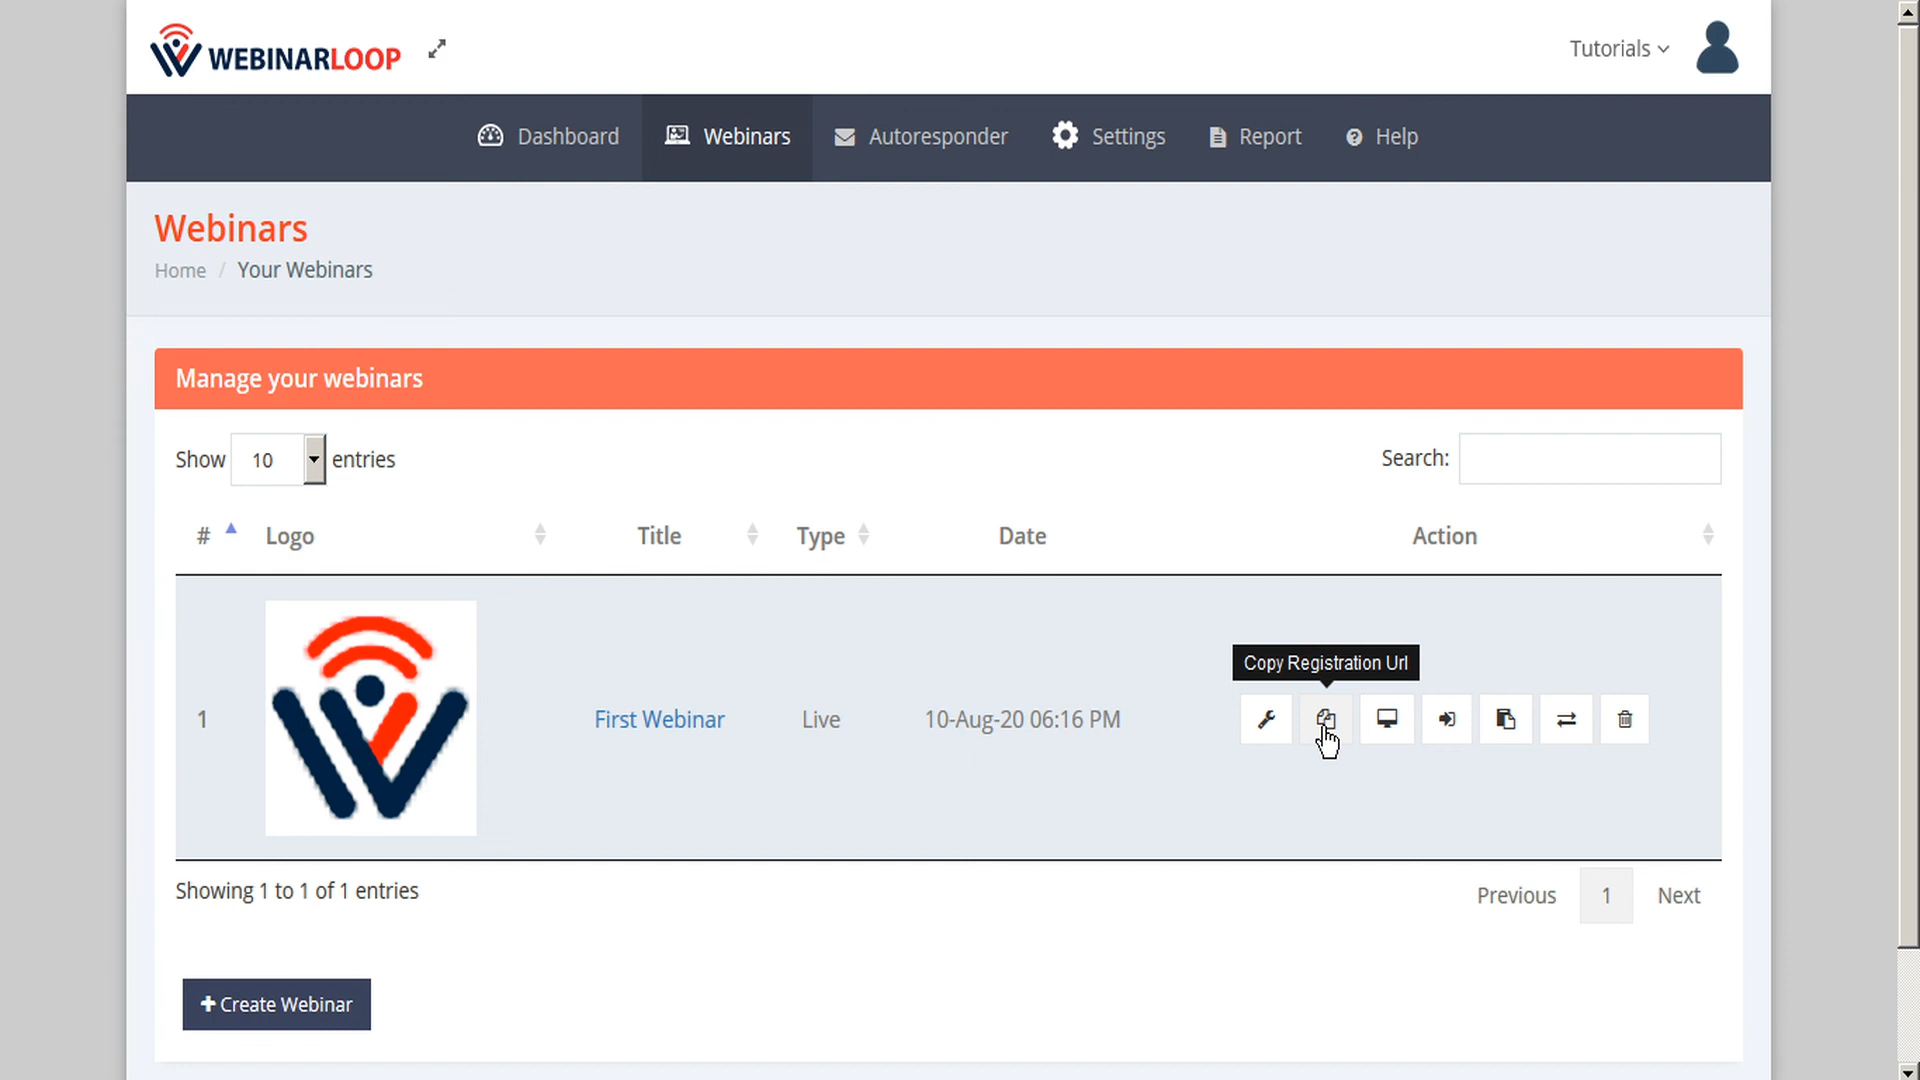 WEBINARLOOP
Tutorials
Dashboard
Webinars
Autoresponder
Settings
Report
Help
Webinars
Home / Your Webinars
Manage your webinars
Show 10 entries
Search:
# Logo Title Type Date Action
Copy Registration Url
1 First Webinar Live 10-Aug-20 06:16 PM
Showing 1 to 1 of 1 entries
Previous 1 Next
+ Create Webinar